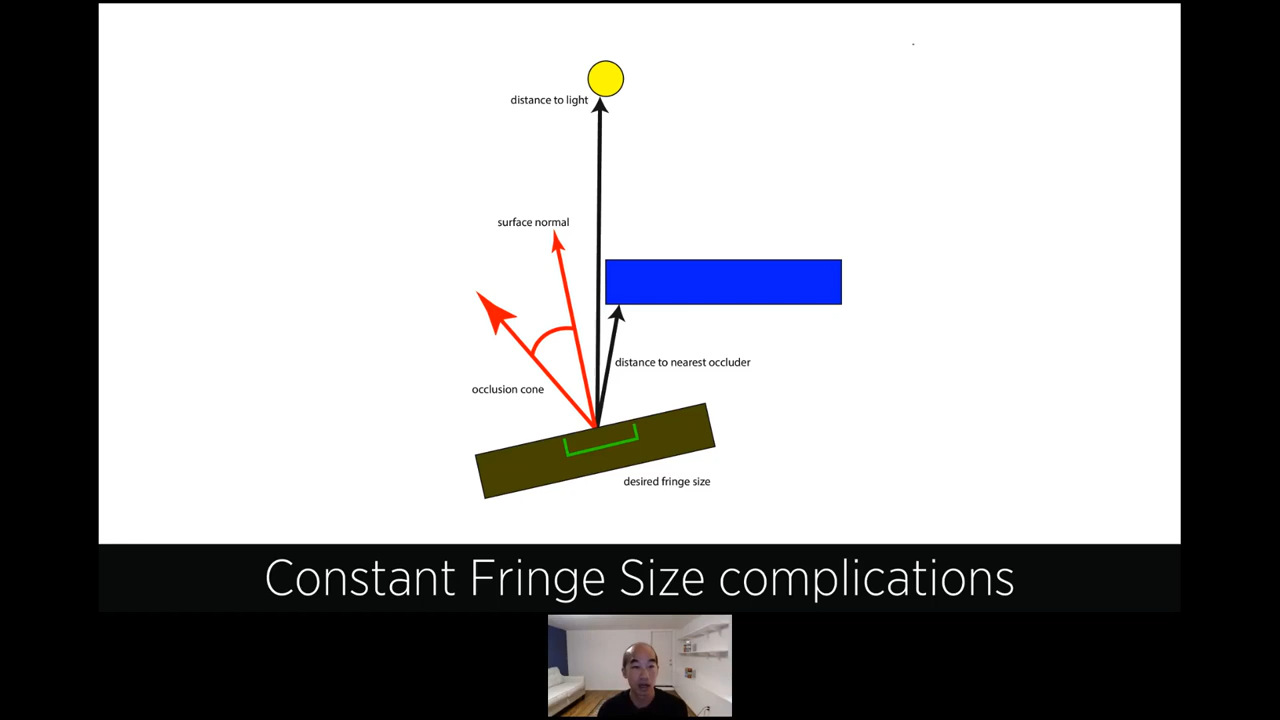 distance to light
surface normal
distance to nearest occluder
occlusion cone
desired fringe size
Constant Fringe Size complications